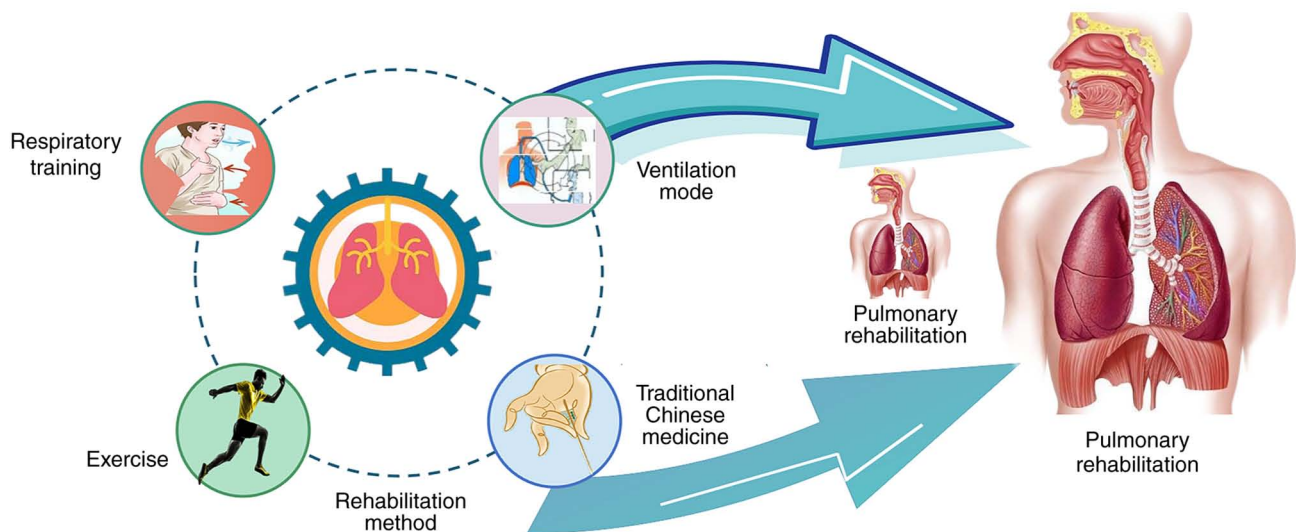 Respiratory
training
Ventilation
mode
Pulmonary
rehabilitation
Exercise
Rehabilitation
method
Traditional
Chinese
medicine
Pulmonary
rehabilitation